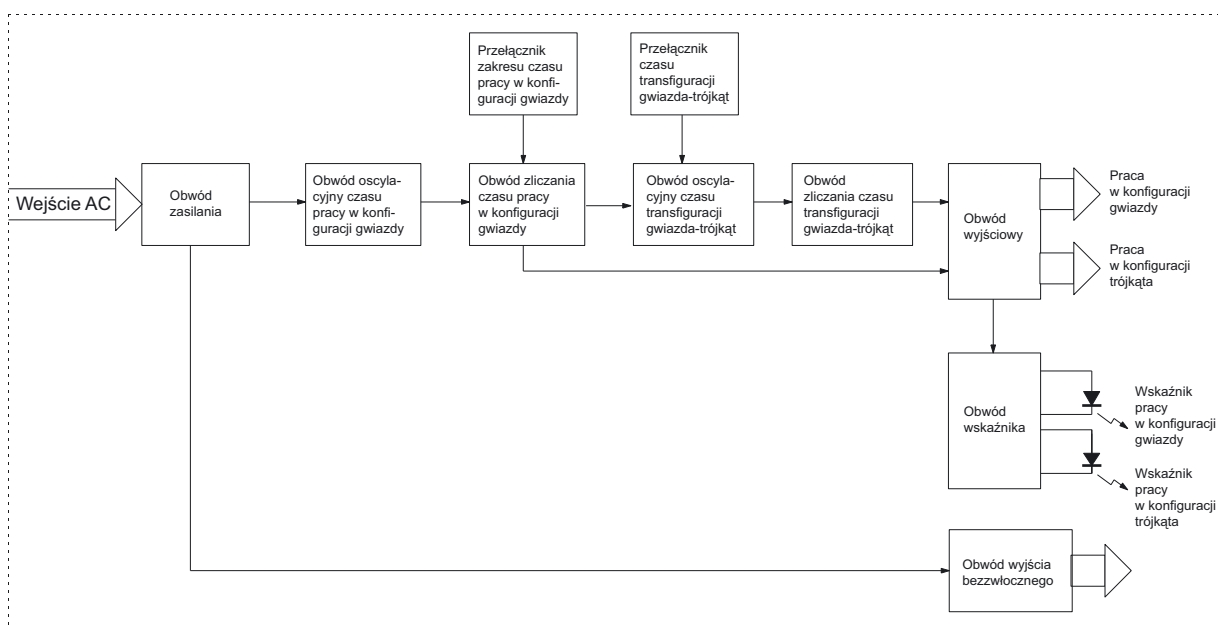 Przełącznik
zakresu czasu
pracy w konfi-
guracji gwiazdy
Przełącznik
czasu
transfiguracji
gwiazda-trójkąt
Wejście AC
Obwód
zasilania
Obwód oscyla-
cyjny czasu
pracy w konfi-
guracji gwiazdy
Obwód zliczania
czasu pracy
w konfiguracji
gwiazdy
Obwód oscyla-
cyjny czasu
transfiguracji
gwiazda-trójkąt
Obwód
zliczania czasu
transfiguracji
gwiazda-trójkąt
Obwód
wyjściowy
Praca
w konfiguracji
gwiazdy
Praca
w konfiguracji
trójkąta
Obwód
wskaźnika
Wskaźnik
pracy
w konfiguracji
gwiazdy
Wskaźnik
pracy
w konfiguracji
trójkąta
Obwód wyjścia
bezzwłocznego